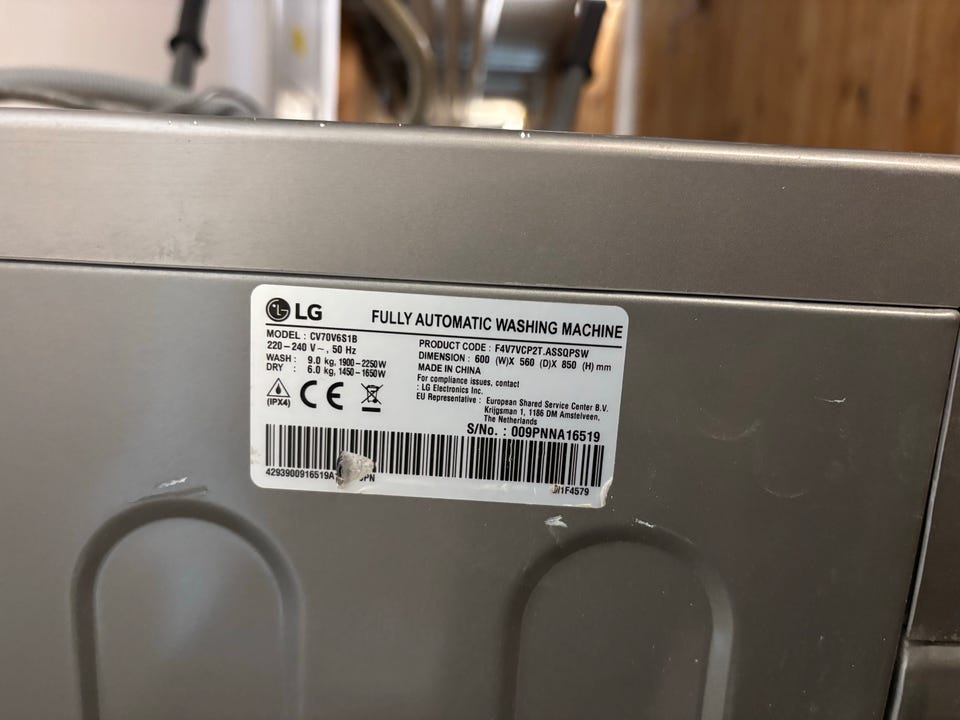 LG FULLY AUTOMATIC WASHING MACHINE
MODEL : CV70V6S1B
220-240 V~, 50 Hz
WASH : 9.0 kg, 1900-2250W
DRY : 6.0 kg, 1450-1650W
(IPX4)
CE
PRODUCT CODE : F4V7VCP2T.ASSQPSW
DIMENSION : 600 (W)X 560 (D)X 850 (H) mm
MADE IN CHINA
For compliance issues, contact
: LG Electronics Inc.
EU Representative : European Shared Service Center B.V.
Krijgsman 1, 1186 DM Amstelveen,
The Netherlands
S/No. : 009PNNA16519